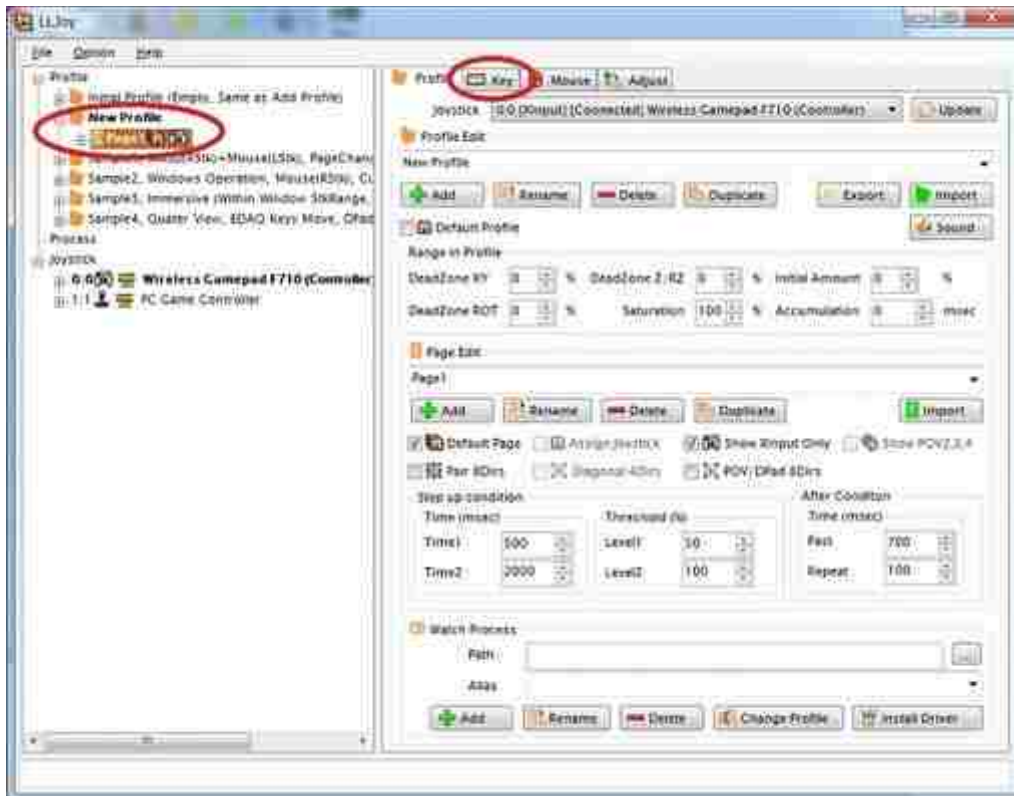 LLJoy
File Option Help
Profile
Initial Profile (Empty, Same as Add Profile)
New Profile
Page1
Sample2, Windows Operation, Mouse(RStk), Cu
Sample3, Immersive (Within Window StkRange,
Sample4, Quater View, EDAQ Keys Move, DPad
Process
Joystick
0:0 Wireless Gamepad F710 (Controller
1:1 PC Game Controller
Profile Key Mouse Adjust
Joystick 0:0 [XInput] [Connected] Wireless Gamepad F710 (Controller) Update
Profile Edit
New Profile
Add Rename Delete Duplicate Export Import
Default Profile Sound
Range in Profile
DeadZone XY 0 % DeadZone Z, RZ 0 % Initial Amount 0 %
DeadZone ROT 0 % Saturation 100 % Accumulation 0 msec
Page Edit
Page1
Add Rename Delete Duplicate Import
Default Page Assign Joystick Show XInput Only Show POV2,3,4
Pair 8Dirs Diagonal 4Dirs POV/DPad 8Dirs
Step up condition After Condition
Time (msec) Threshold (%) Time (msec)
Time1 500 Level1 50 Past 700
Time2 2000 Level2 100 Repeat 100
Watch Process
Path ...
Alias
Add Rename Delete Change Profile Install Driver